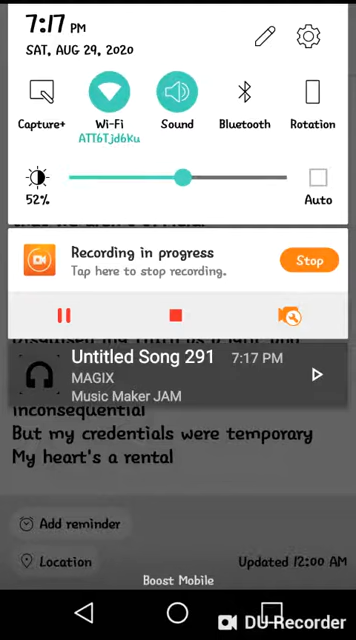 7:17 PM
SAT, AUG 29, 2020
Capture+
Wi-Fi
ATT6Tjd6Ku
Sound
Bluetooth
Rotation
52%
Auto
Recording in progress
Tap here to stop recording.
Stop
Untitled Song 291 7:17 PM
MAGIX
Music Maker JAM
inconsequential
But my credentials were temporary
My heart's a rental
Add reminder
Location
Updated 12:00 AM
Boost Mobile
DU Recorder